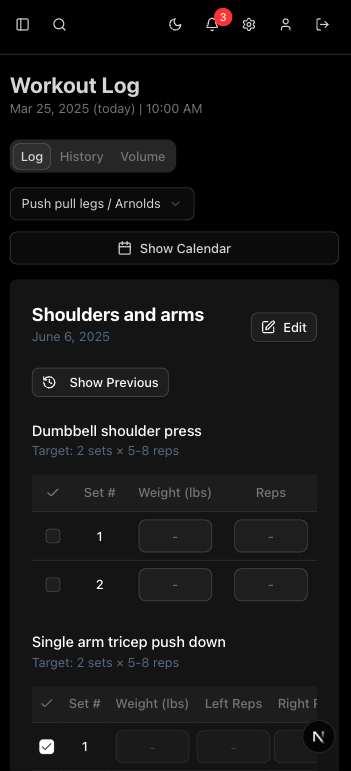 3
Workout Log
Mar 25, 2025 (today) | 10:00 AM
Log History Volume
Push pull legs / Arnolds
Show Calendar
Shoulders and arms
June 6, 2025
Edit
Show Previous
Dumbbell shoulder press
Target: 2 sets × 5-8 reps
Set # Weight (lbs) Reps
1 - -
2 - -
Single arm tricep push down
Target: 2 sets × 5-8 reps
Set # Weight (lbs) Left Reps Right
1 - - -
N